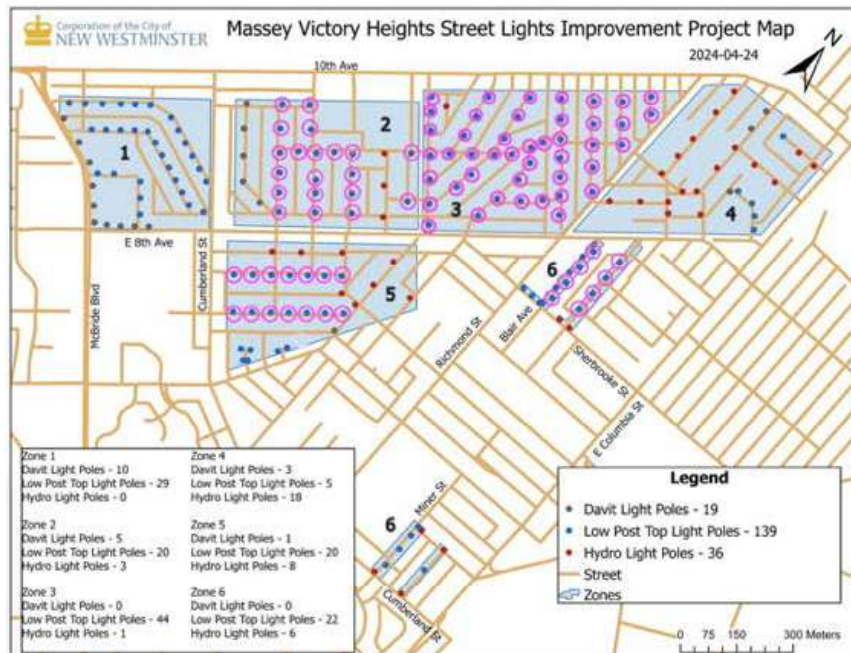 Corporation of the City of
NEW WESTMINSTER
Massey Victory Heights Street Lights Improvement Project Map
2024-04-24
N
10th Ave
1
2
3
4
E 8th Ave
Cumberland St
McBride Blvd
5
6
Blair Ave
Richmond St
Sherbrooke St
E Columbia St
Miner St
6
Cumberland St
Zone 1
Davit Light Poles - 10
Low Post Top Light Poles - 29
Hydro Light Poles - 0
Zone 2
Davit Light Poles - 5
Low Post Top Light Poles - 20
Hydro Light Poles - 3
Zone 3
Davit Light Poles - 0
Low Post Top Light Poles - 44
Hydro Light Poles - 1
Zone 4
Davit Light Poles - 3
Low Post Top Light Poles - 5
Hydro Light Poles - 18
Zone 5
Davit Light Poles - 1
Low Post Top Light Poles - 20
Hydro Light Poles - 8
Zone 6
Davit Light Poles - 0
Low Post Top Light Poles - 22
Hydro Light Poles - 6
Legend
Davit Light Poles - 19
Low Post Top Light Poles - 139
Hydro Light Poles - 36
Street
Zones
0 75 150 300 Meters